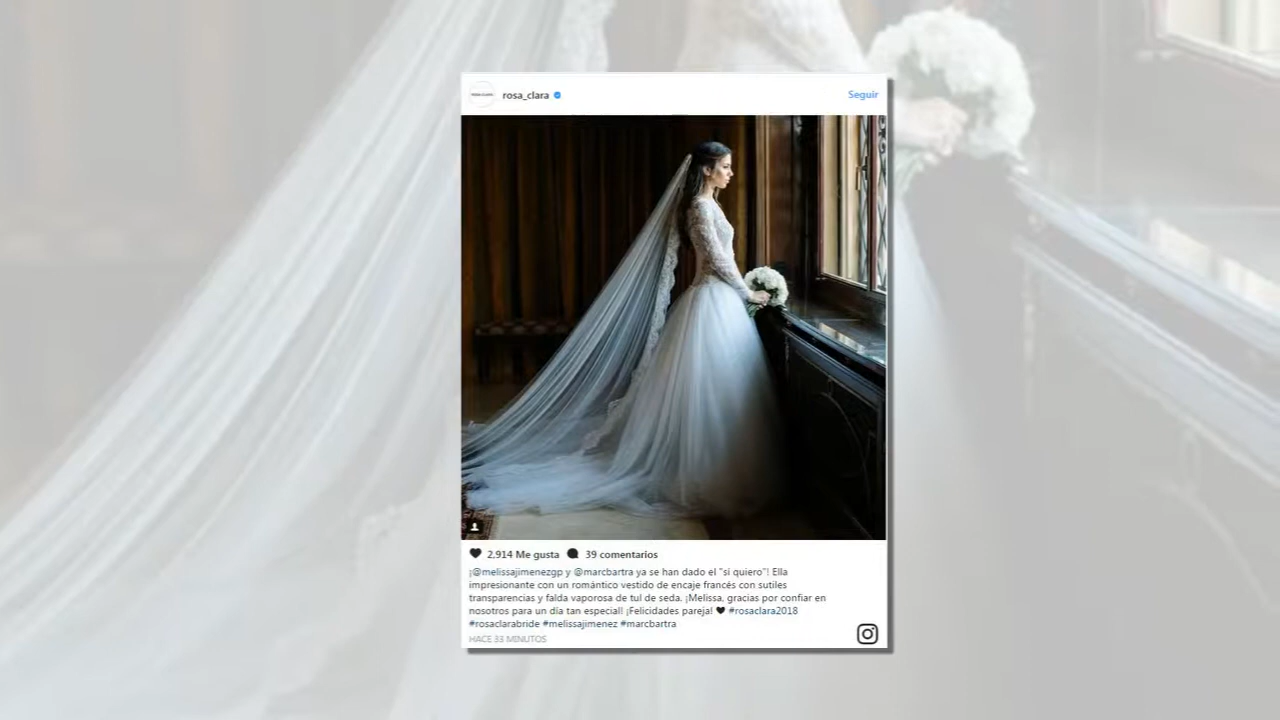 rosa_clara
Seguir
2.914 Me gusta 39 comentarios
¡@melissajimenezgp y @marcbartra ya se han dado el "sí quiero"! Ella
impresionante con un romántico vestido de encaje francés con sutiles
transparencias y falda vaporosa de tul de seda. ¡Melissa, gracias por confiar en
nosotros para un día tan especial! ¡Felicidades pareja! 🖤 #rosaclara2018
#rosaclarabride #melissajimenez #marcbartra
HACE 33 MINUTOS